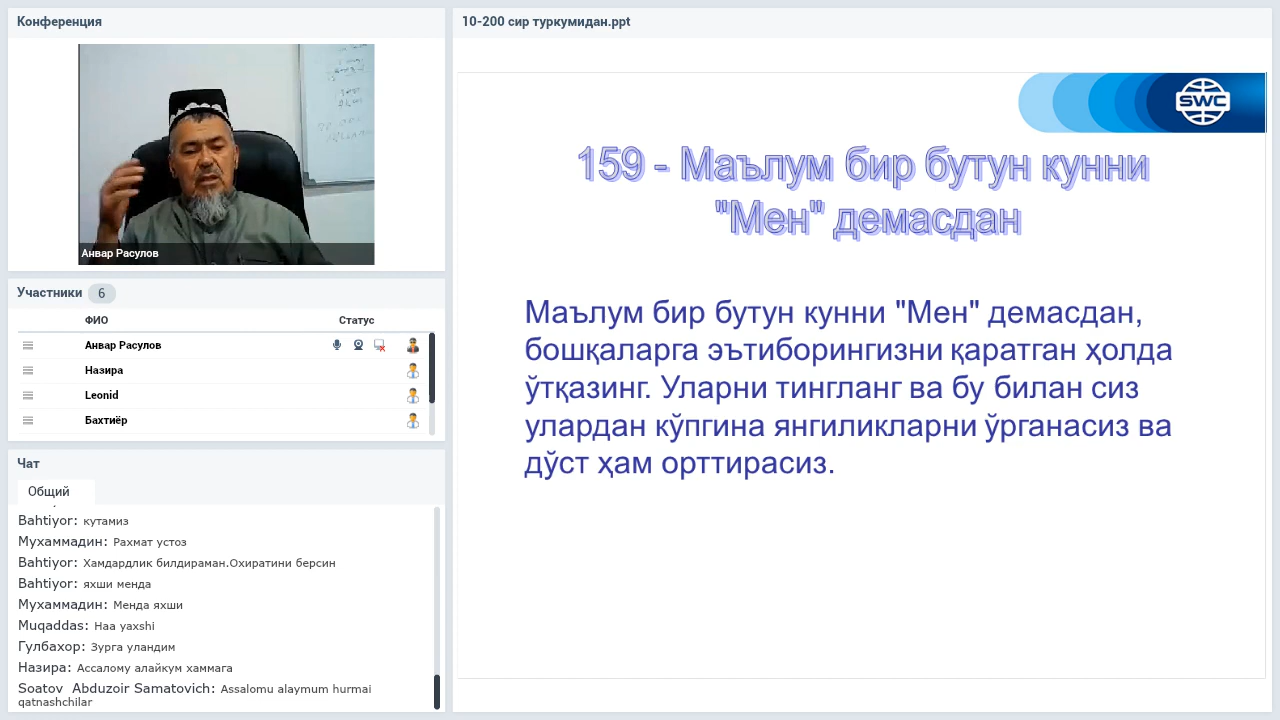 Конференция
Анвар Расулов
Участники 6
ФИО Статус
Анвар Расулов
Назира
Leonid
Бахтиёр
Чат
Общий
Bahtiyor: кутамиз
Мухаммадин: Рахмат устоз
Bahtiyor: Хамдардлик билдираман.Охиратини берсин
Bahtiyor: яхши менда
Мухаммадин: Менда яхши
Muqaddas: Haa yaxshi
Гулбахор: Зурга уландим
Назира: Ассалому алайкум хаммага
Soatov Abduzoir Samatovich: Assalomu alaymum hurmai
qatnashchilar
10-200 сир туркумидан.ppt
SWC
159 - Маълум бир бутун кунни
"Мен" демасдан
Маълум бир бутун кунни "Мен" демасдан,
бошқаларга эътиборингизни қаратган ҳолда
ўтқазинг. Уларни тингланг ва бу билан сиз
улардан кўпгина янгиликларни ўрганасиз ва
дўст ҳам орттирасиз.